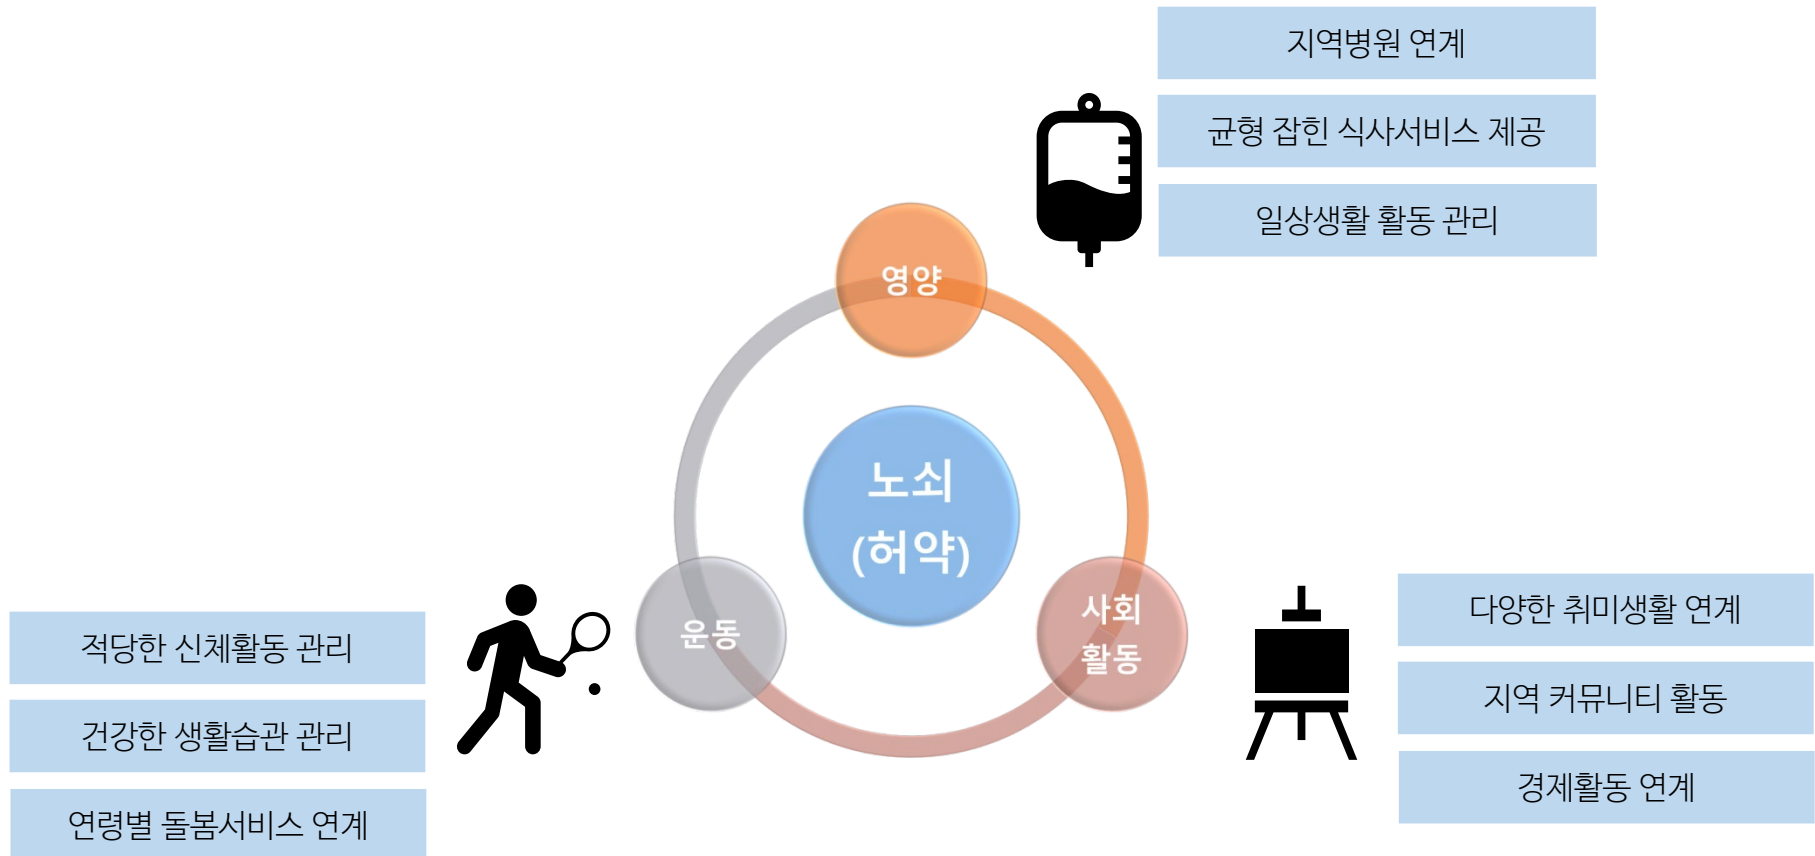 지역병원 연계
균형 잡힌 식사서비스 제공
일상생활 활동 관리
영양
노쇠
(허약)
운동
사회
활동
적당한 신체활동 관리
건강한 생활습관 관리
연령별 돌봄서비스 연계
다양한 취미생활 연계
지역 커뮤니티 활동
경제활동 연계